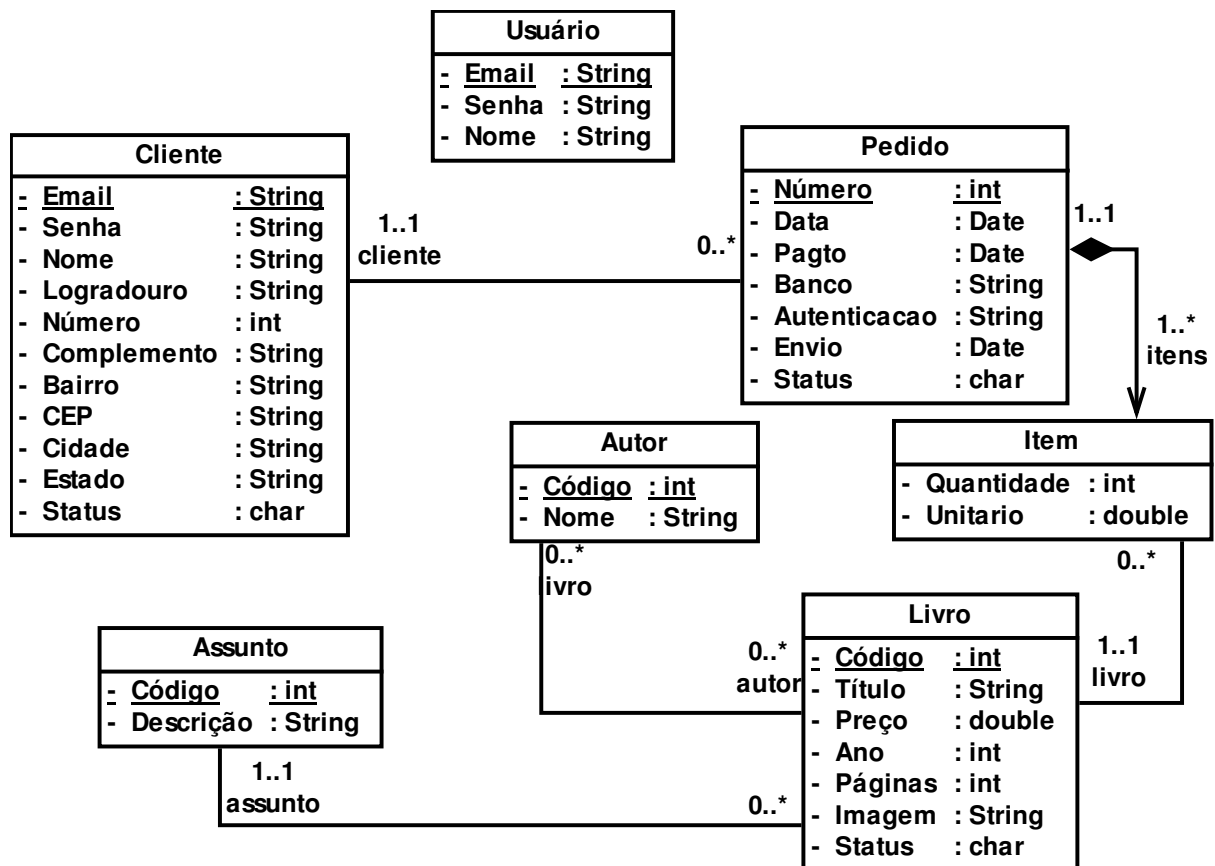 Usuário
- Email : String
- Senha : String
- Nome : String
Cliente
- Email : String
- Senha : String
- Nome : String
- Logradouro : String
- Número : int
- Complemento : String
- Bairro : String
- CEP : String
- Cidade : String
- Estado : String
- Status : char
1..1
cliente
0..*
Pedido
- Número : int
- Data : Date
- Pagto : Date
- Banco : String
- Autenticacao : String
- Envio : Date
- Status : char
1..1
1..*
itens
Autor
- Código : int
- Nome : String
0..*
livro
Item
- Quantidade : int
- Unitario : double
0..*
1..1
livro
Assunto
- Código : int
- Descrição : String
1..1
assunto
0..*
autor
0..*
Livro
- Código : int
- Título : String
- Preço : double
- Ano : int
- Páginas : int
- Imagem : String
- Status : char